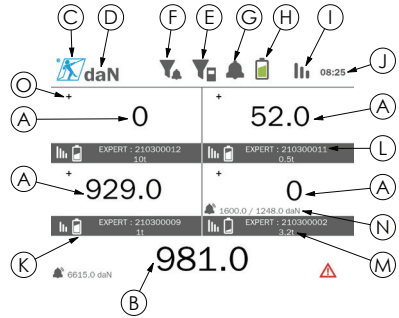 C D F E G H I J
daN 08:25
O + +
A 0 52.0 A
EXPERT : 210300012 EXPERT : 210300011 L
10t 0.5t
+ +
A 929.0 0 A
1600.0 / 1248.0 daN N
EXPERT : 210300009 EXPERT : 210300002
1t 3.2t
K M
981.0
6615.0 daN
B